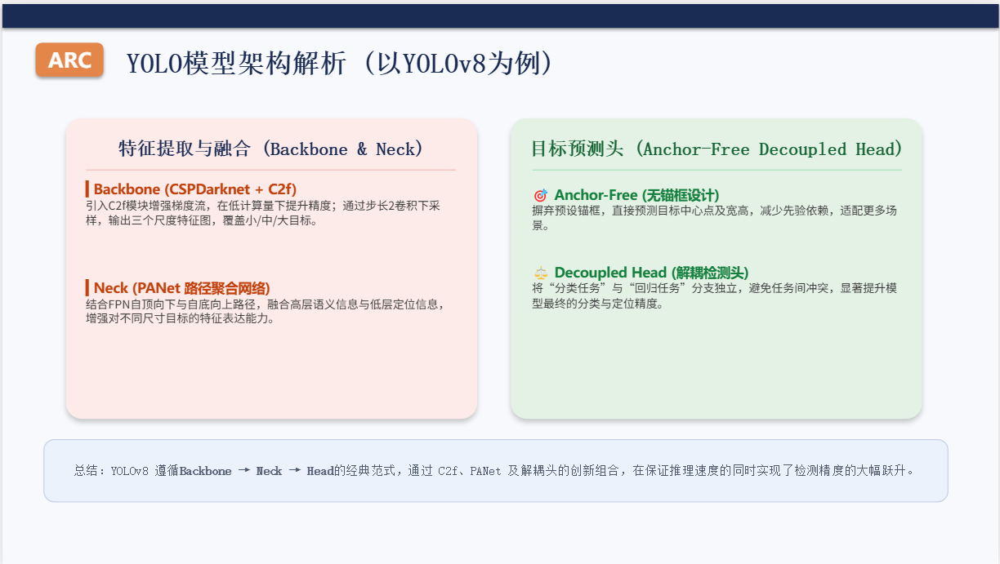 ARC
YOLO模型架构解析（以YOLOv8为例）
特征提取与融合（Backbone & Neck）
Backbone (CSPDarknet + C2f)
引入C2f模块增强梯度流，在低计算量下提升精度；通过步长2卷积下采
样，输出三个尺度特征图，覆盖小/中/大目标。
Neck (PANet 路径聚合网络)
结合FPN自顶向下与自底向上路径，融合高层语义信息与低层定位信息，
增强对不同尺寸目标的特征表达能力。
目标预测头（Anchor-Free Decoupled Head）
🎯 Anchor-Free (无锚框设计)
摒弃预设锚框，直接预测目标中心点及宽高，减少先验依赖，适配更多场
景。
⚖️ Decoupled Head (解耦检测头)
将“分类任务”与“回归任务”分支独立，避免任务间冲突，显著提升模
型最终的分类与定位精度。
总结：YOLOv8 遵循Backbone → Neck → Head的经典范式，通过 C2f、PANet 及解耦头的创新组合，在保证推理速度的同时实现了检测精度的大幅跃升。